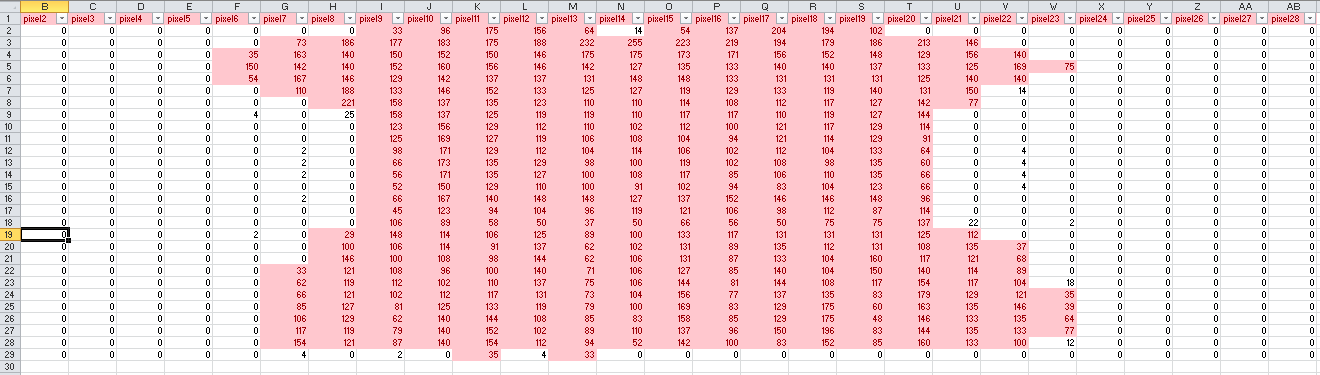 B C D E F G H I J K L M N O P Q R S T U V W X Y Z AA AB
1 pixel2 pixel3 pixel4 pixel5 pixel6 pixel7 pixel8 pixel9 pixel10 pixel11 pixel12 pixel13 pixel14 pixel15 pixel16 pixel17 pixel18 pixel19 pixel20 pixel21 pixel22 pixel23 pixel24 pixel25 pixel26 pixel27 pixel28
2 0 0 0 0 0 0 0 33 96 175 156 64 14 54 137 204 194 102 0 0 0 0 0 0 0 0 0
3 0 0 0 0 0 73 186 177 183 175 188 232 255 223 219 194 179 186 213 146 0 0 0 0 0 0 0
4 0 0 0 0 35 163 140 150 152 150 146 175 175 173 171 156 152 148 129 156 140 0 0 0 0 0 0
5 0 0 0 0 150 142 140 152 160 156 146 142 127 135 133 140 140 137 133 125 169 75 0 0 0 0 0
6 0 0 0 0 54 167 146 129 142 137 137 131 148 148 133 131 131 131 125 140 140 0 0 0 0 0 0
7 0 0 0 0 0 110 188 133 146 152 133 125 127 119 129 133 119 140 131 150 14 0 0 0 0 0 0
8 0 0 0 0 0 0 221 158 137 135 123 110 110 114 108 112 117 127 142 77 0 0 0 0 0 0 0
9 0 0 0 0 4 0 25 158 137 125 119 119 110 117 117 110 119 127 144 0 0 0 0 0 0 0 0
10 0 0 0 0 0 0 0 123 156 129 112 110 102 112 100 121 117 129 114 0 0 0 0 0 0 0 0
11 0 0 0 0 0 0 0 125 169 127 119 106 108 104 94 121 114 129 91 0 0 0 0 0 0 0 0
12 0 0 0 0 0 2 0 98 171 129 112 104 114 106 102 112 104 133 64 0 4 0 0 0 0 0 0
13 0 0 0 0 0 2 0 66 173 135 129 98 100 119 102 108 98 135 60 0 4 0 0 0 0 0 0
14 0 0 0 0 0 2 0 56 171 135 127 100 108 117 85 106 110 135 66 0 4 0 0 0 0 0 0
15 0 0 0 0 0 0 0 52 150 129 110 100 91 102 94 83 104 123 66 0 4 0 0 0 0 0 0
16 0 0 0 0 0 2 0 66 167 140 148 148 127 137 152 146 146 148 96 0 0 0 0 0 0 0 0
17 0 0 0 0 0 0 0 45 123 94 104 96 119 121 106 98 112 87 114 0 0 0 0 0 0 0 0
18 0 0 0 0 0 0 0 106 89 58 50 37 50 66 56 50 75 75 137 22 0 2 0 0 0 0 0
19 0 0 0 0 2 0 29 148 114 106 125 89 100 133 117 131 131 131 125 112 0 0 0 0 0 0 0
20 0 0 0 0 0 0 100 106 114 91 137 62 102 131 89 135 112 131 108 135 37 0 0 0 0 0 0
21 0 0 0 0 0 0 146 100 108 98 144 62 106 131 87 133 104 160 117 121 68 0 0 0 0 0 0
22 0 0 0 0 0 33 121 108 96 100 140 71 106 127 85 140 104 150 140 114 89 0 0 0 0 0 0
23 0 0 0 0 0 62 119 112 102 110 137 75 106 144 81 144 108 117 154 117 104 18 0 0 0 0 0
24 0 0 0 0 0 66 121 102 112 117 131 73 104 156 77 137 135 83 179 129 121 35 0 0 0 0 0
25 0 0 0 0 0 85 127 81 125 133 119 79 100 169 83 129 175 60 163 135 146 39 0 0 0 0 0
26 0 0 0 0 0 106 129 62 140 144 108 85 83 158 85 129 175 48 146 133 135 64 0 0 0 0 0
27 0 0 0 0 0 117 119 79 140 152 102 89 110 137 96 150 196 83 144 135 133 77 0 0 0 0 0
28 0 0 0 0 0 154 121 87 140 154 112 94 52 142 100 83 152 85 160 133 100 12 0 0 0 0 0
29 0 0 0 0 0 4 0 2 0 35 4 33 0 0 0 0 0 0 0 0 0 0 0 0 0 0 0
30